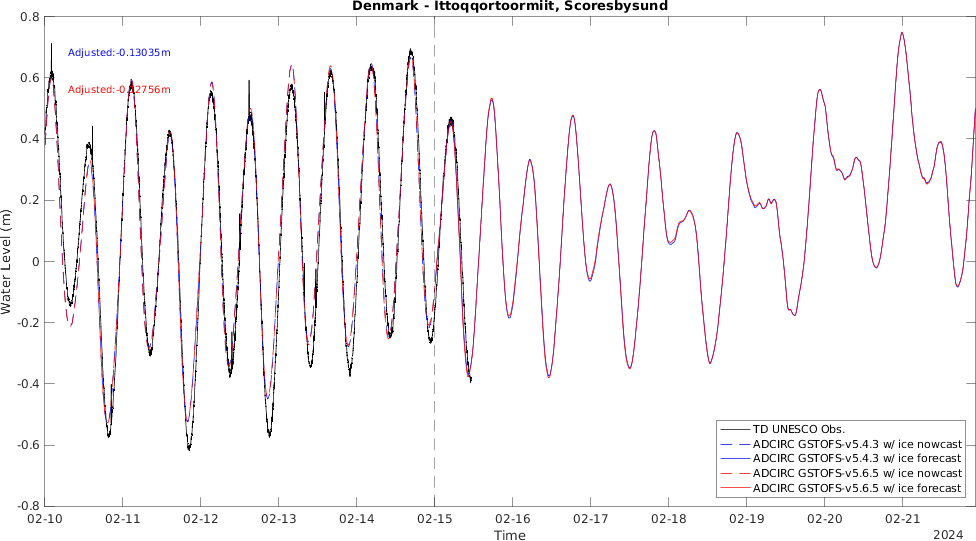 Denmark - Ittoqqortoormiit, Scoresbysund
0.8
Adjusted:-0.13035m
0.6
Adjusted:-0.12756m
0.4
0.2
Water Level (m)
0
-0.2
-0.4
TD UNESCO Obs.
ADCIRC GSTOFS-v5.4.3 w/ ice nowcast
-0.6
ADCIRC GSTOFS-v5.4.3 w/ ice forecast
ADCIRC GSTOFS-v5.6.5 w/ ice nowcast
ADCIRC GSTOFS-v5.6.5 w/ ice forecast
-0.8
02-10 02-11 02-12 02-13 02-14 02-15 02-16 02-17 02-18 02-19 02-20 02-21
Time
2024